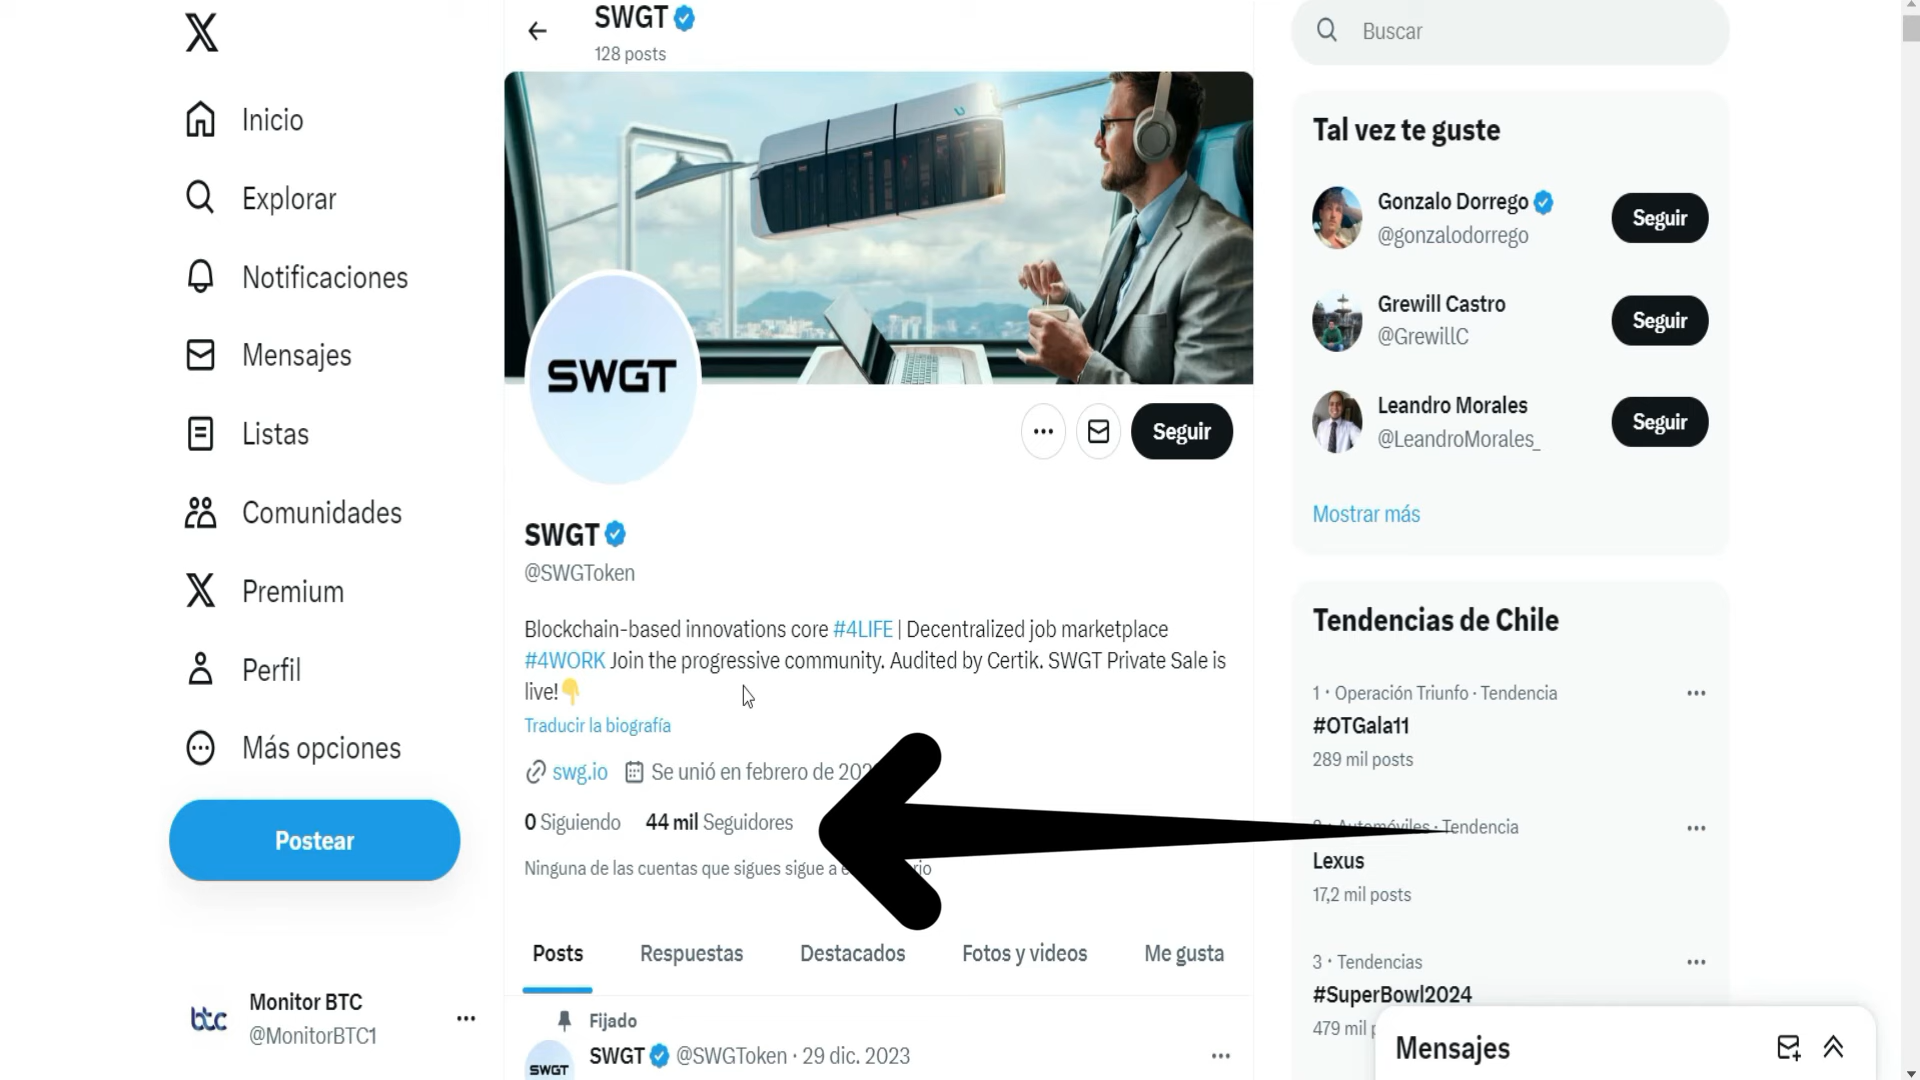 SWGT
128 posts
Inicio
Explorar
Notificaciones
Mensajes
Listas
Comunidades
Premium
Perfil
Más opciones
Postear
Monitor BTC
btc
@MonitorBTC1
SWGT
Seguir
SWGT
@SWGToken
Blockchain-based innovations core #4LIFE | Decentralized job marketplace
#4WORK Join the progressive community. Audited by Certik. SWGT Private Sale is
live!👇
Traducir la biografía
swg.io Se unió en febrero de
0 Siguiendo 44 mil Seguidores
Ninguna de las cuentas que sigues sigue a
Posts Respuestas Destacados Fotos y videos Me gusta
Fijado
SWGT @SWGToken · 29 dic. 2023
SWGT
Buscar
Tal vez te guste
Gonzalo Dorrego
@gonzalodorrego
Seguir
Grewill Castro
@GrewillC
Seguir
Leandro Morales
@LeandroMorales_
Seguir
Mostrar más
Tendencias de Chile
1 · Operación Triunfo · Tendencia
#OTGala11
289 mil posts
Automóviles · Tendencia
Lexus
17,2 mil posts
3 · Tendencias
#SuperBowl2024
479 mil
Mensajes